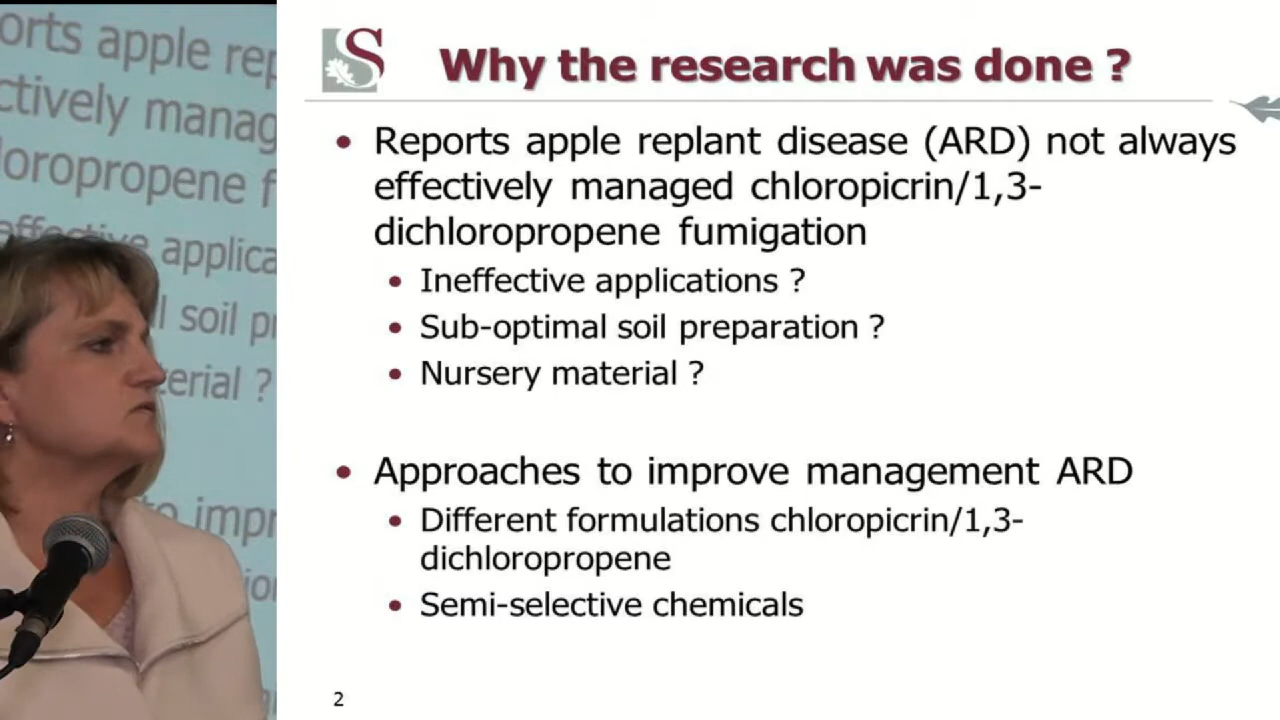 Why the research was done ?
Reports apple replant disease (ARD) not always
effectively managed chloropicrin/1,3-
dichloropropene fumigation
Ineffective applications ?
Sub-optimal soil preparation ?
Nursery material ?
Approaches to improve management ARD
Different formulations chloropicrin/1,3-
dichloropropene
Semi-selective chemicals
2
orts apple rep
ctively manag
loropropene f
effective applica
l soil pr
terial ?
to impr